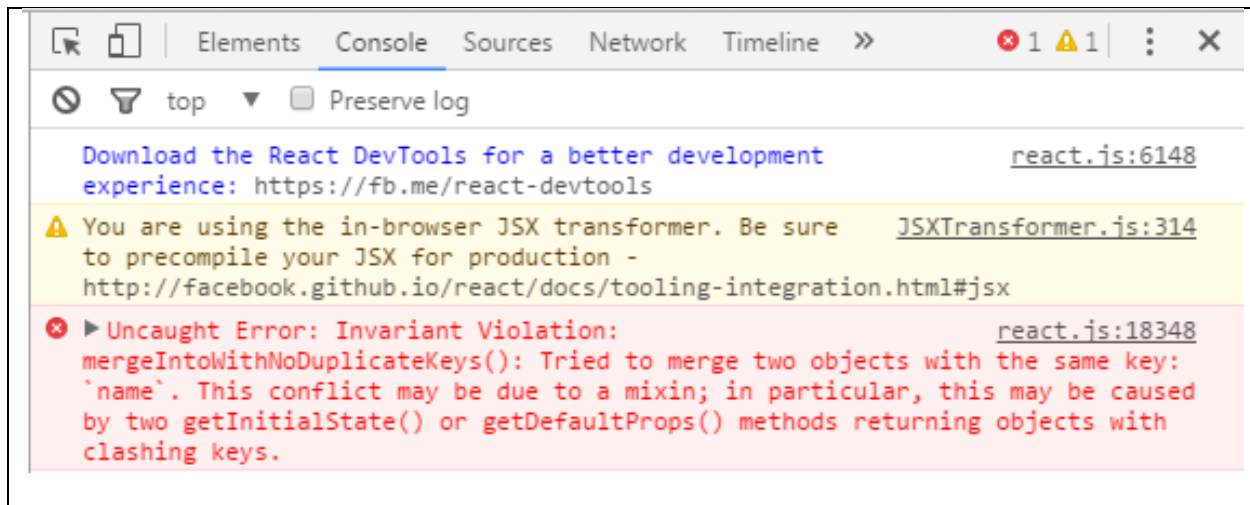 Elements Console Sources Network Timeline » 1 1
top ▼ Preserve log
Download the React DevTools for a better development react.js:6148
experience: https://fb.me/react-devtools
You are using the in-browser JSX transformer. Be sure JSXTransformer.js:314
to precompile your JSX for production -
http://facebook.github.io/react/docs/tooling-integration.html#jsx
▶Uncaught Error: Invariant Violation: react.js:18348
mergeIntoWithNoDuplicateKeys(): Tried to merge two objects with the same key:
`name`. This conflict may be due to a mixin; in particular, this may be caused
by two getInitialState() or getDefaultProps() methods returning objects with
clashing keys.